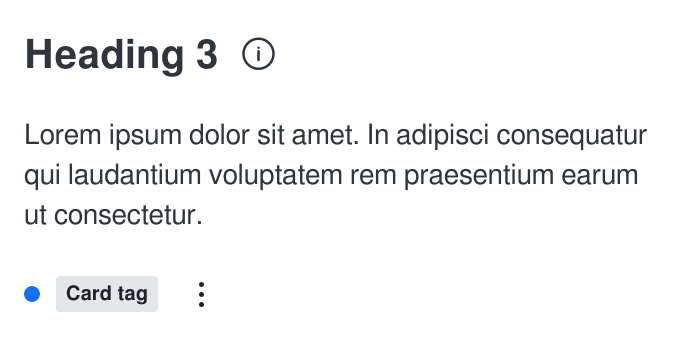 Heading 3
Lorem ipsum dolor sit amet. In adipisci consequatur
qui laudantium voluptatem rem praesentium earum
ut consectetur.
Card tag